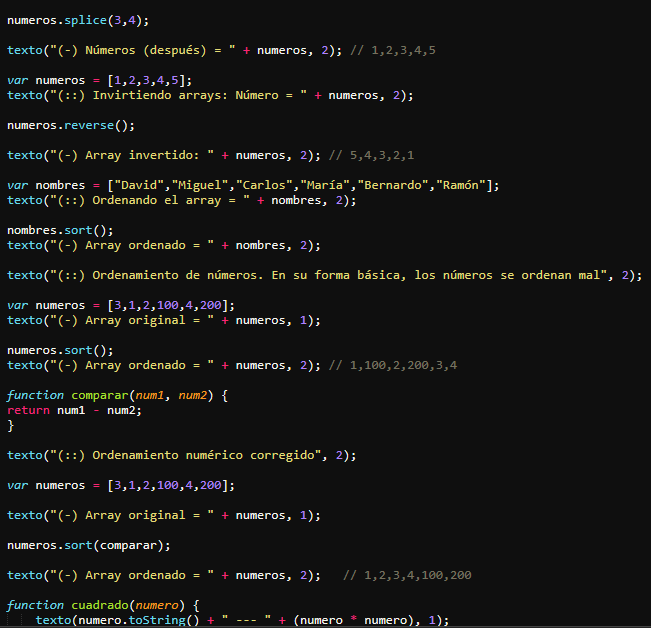 numeros.splice(3,4);
texto("(-) Números (después) = " + numeros, 2); // 1,2,3,4,5
var numeros = [1,2,3,4,5];
texto("(::) Invirtiendo arrays: Número = " + numeros, 2);
numeros.reverse();
texto("(-) Array invertido: " + numeros, 2); // 5,4,3,2,1
var nombres = ["David","Miguel","Carlos","María","Bernardo","Ramón"];
texto("(::) Ordenando el array = " + nombres, 2);
nombres.sort();
texto("(-) Array ordenado = " + nombres, 2);
texto("(::) Ordenamiento de números. En su forma básica, los números se ordenan mal", 2);
var numeros = [3,1,2,100,4,200];
texto("(-) Array original = " + numeros, 1);
numeros.sort();
texto("(-) Array ordenado = " + numeros, 2); // 1,100,2,200,3,4
function comparar(num1, num2) {
return num1 - num2;
}
texto("(::) Ordenamiento numérico corregido", 2);
var numeros = [3,1,2,100,4,200];
texto("(-) Array original = " + numeros, 1);
numeros.sort(comparar);
texto("(-) Array ordenado = " + numeros, 2);   // 1,2,3,4,100,200
function cuadrado(numero) {
texto(numero.toString() + " --- " + (numero * numero), 1);